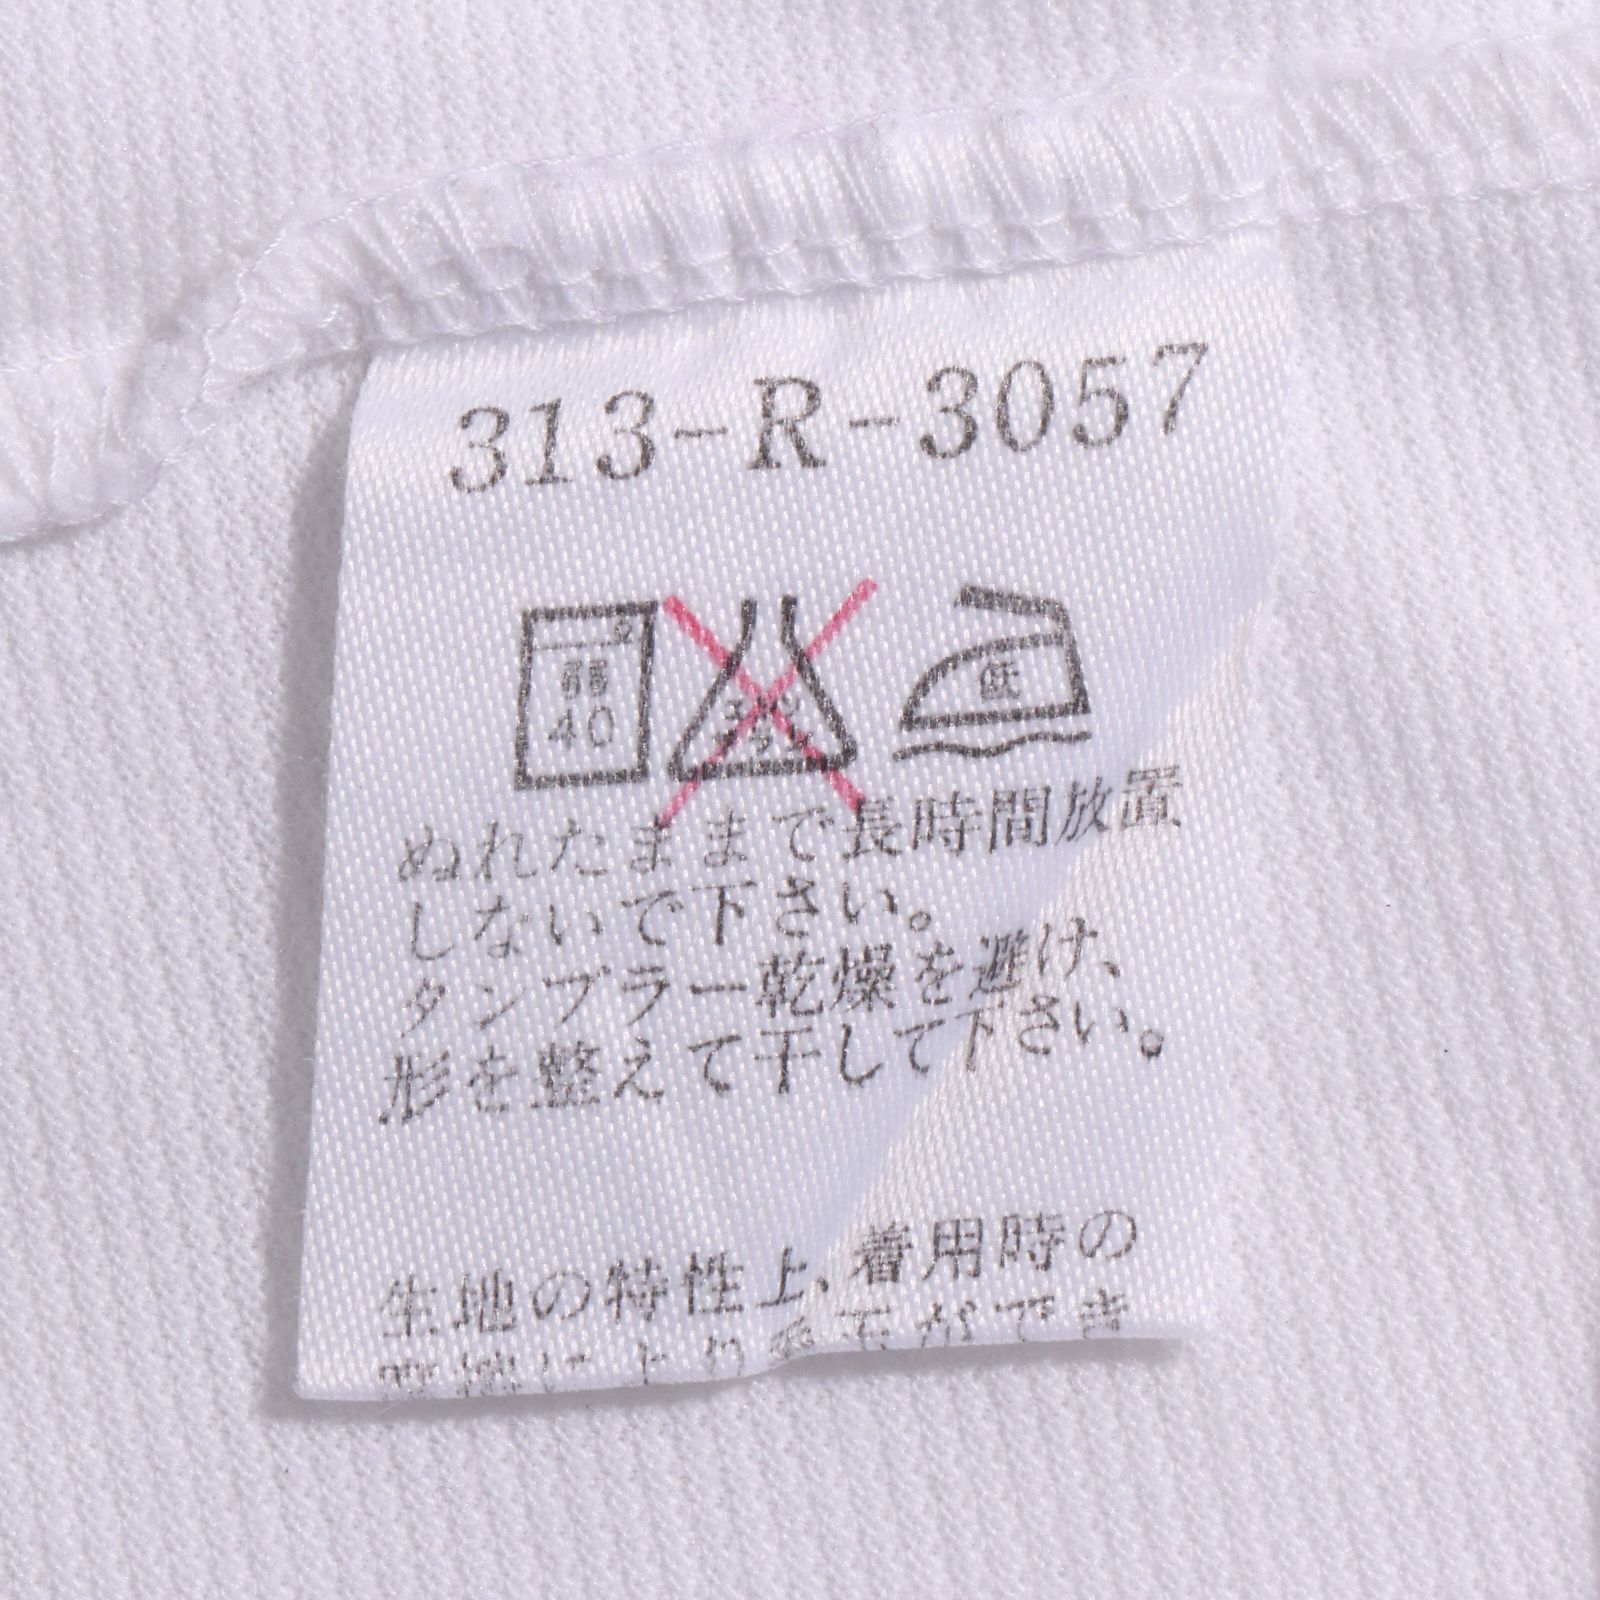 313-R-3057
40
低
ぬれたままで長時間放置
しないで下さい。
タンブラー乾燥を避け、
形を整えて干して下さい。
生地の特性上、着用時の